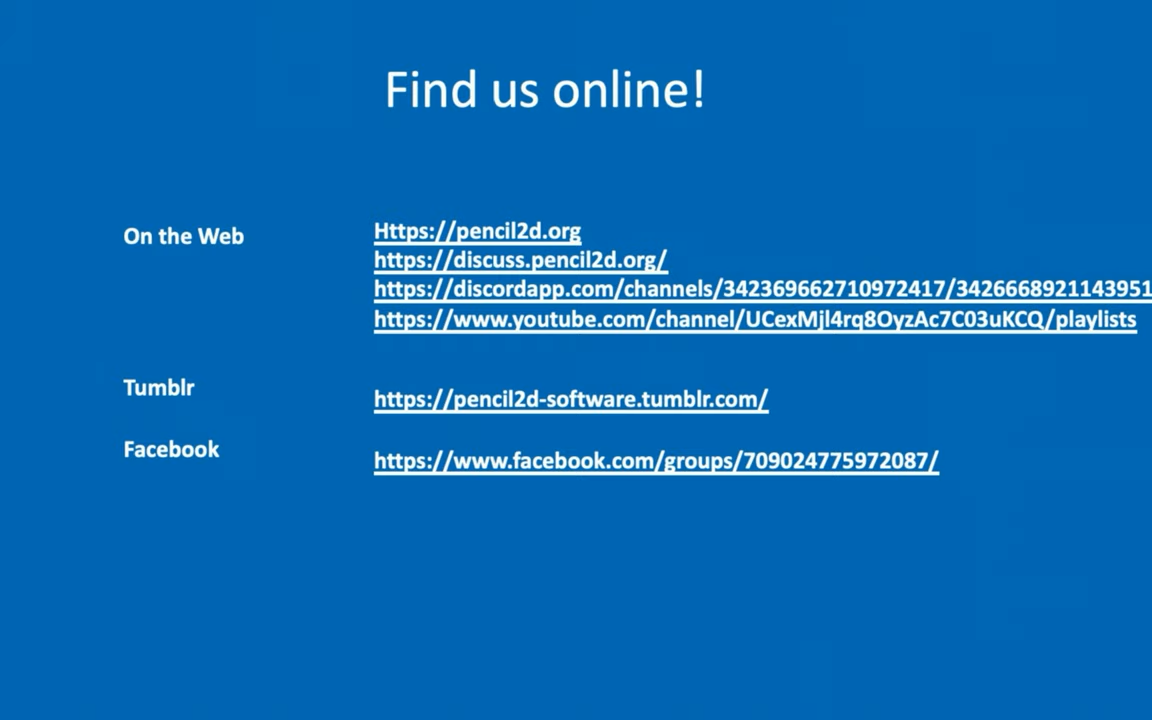 Find us online!
On the Web
Https://pencil2d.org
https://discuss.pencil2d.org/
https://discordapp.com/channels/342369662710972417/3426668921143951
https://www.youtube.com/channel/UCexMjl4rq8OyzAc7C03uKCQ/playlists
Tumblr
https://pencil2d-software.tumblr.com/
Facebook
https://www.facebook.com/groups/709024775972087/